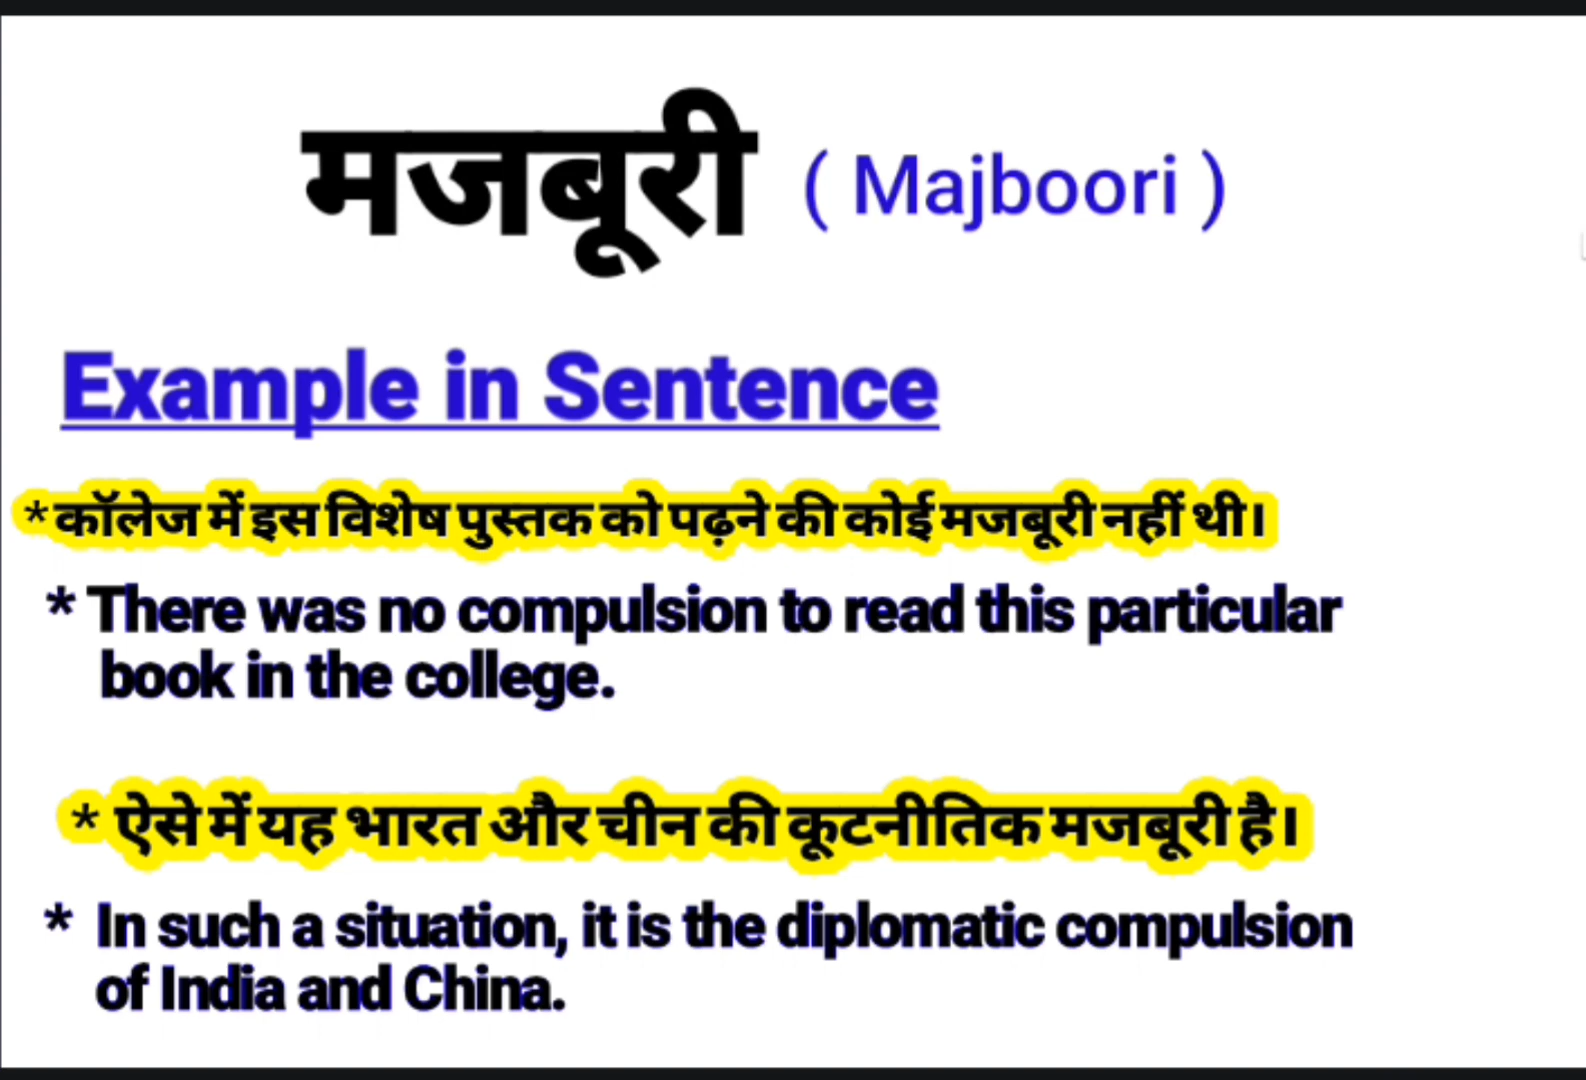 मजबूरी ( Majboori )
Example in Sentence
* कॉलेज में इस विशेष पुस्तक को पढ़ने की कोई मजबूरी नहीं थी।
* There was no compulsion to read this particular
book in the college.
* ऐसे में यह भारत और चीन की कूटनीतिक मजबूरी है।
* In such a situation, it is the diplomatic compulsion
of India and China.